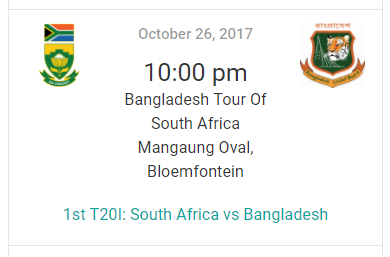 October 26, 2017
বাংলাদেশ
10:00 pm
Bangladesh Tour Of
South Africa
Mangaung Oval,
Bloemfontein
1st T20I: South Africa vs Bangladesh